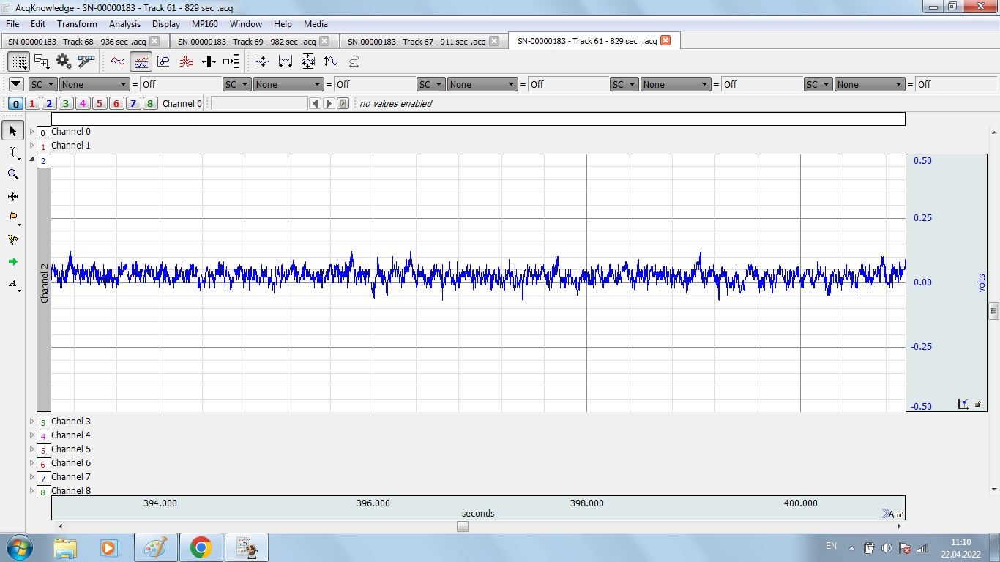 AcqKnowledge - SN-00000183 - Track 61 - 829 sec_.acq
File Edit Transform Analysis Display MP160 Window Help Media
SN-00000183 - Track 68 - 936 sec-.acq SN-00000183 - Track 69 - 982 sec-.acq SN-00000183 - Track 67 - 911 sec-.acq SN-00000183 - Track 61 - 829 sec_.acq
SC None = Off SC None = Off SC None = Off SC None = Off SC None = Off
0 1 2 3 4 5 6 7 8 Channel 0 no values enabled
0 Channel 0
1 Channel 1
2
0.50
0.25
0.00
-0.25
-0.50
volts
Channel 2
A
3 Channel 3
4 Channel 4
5 Channel 5
6 Channel 6
7 Channel 7
8 Channel 8
394.000 396.000 398.000 400.000
seconds
A
EN
11:10
22.04.2022